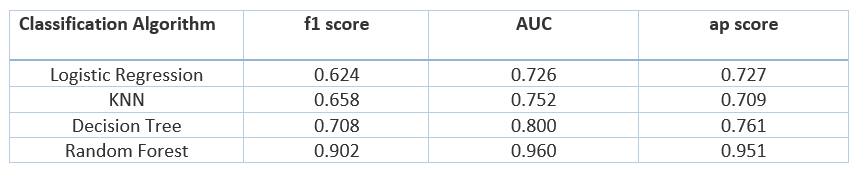 Classification Algorithm f1 score AUC ap score
Logistic Regression 0.624 0.726 0.727
KNN 0.658 0.752 0.709
Decision Tree 0.708 0.800 0.761
Random Forest 0.902 0.960 0.951